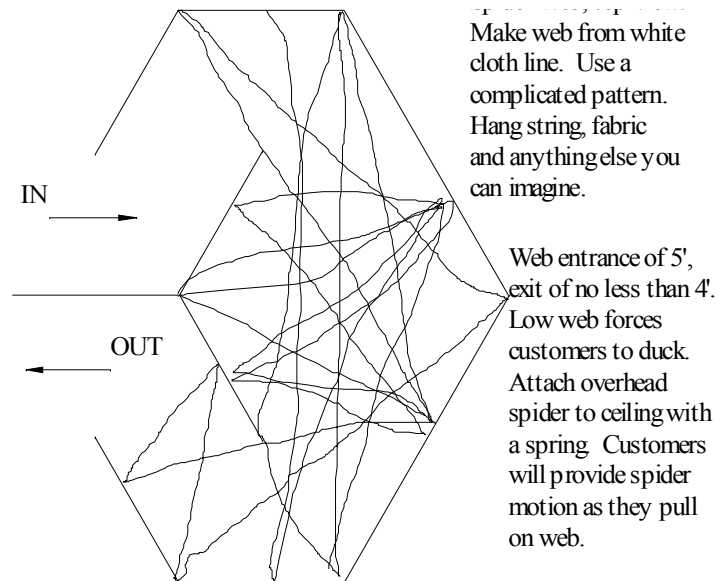 Make web from white
cloth line. Use a
complicated pattern.
Hang string, fabric
and anything else you
can imagine.
IN
Web entrance of 5',
exit of no less than 4'.
Low web forces
customers to duck.
Attach overhead
spider to ceiling with
a spring. Customers
will provide spider
motion as they pull
on web.
OUT